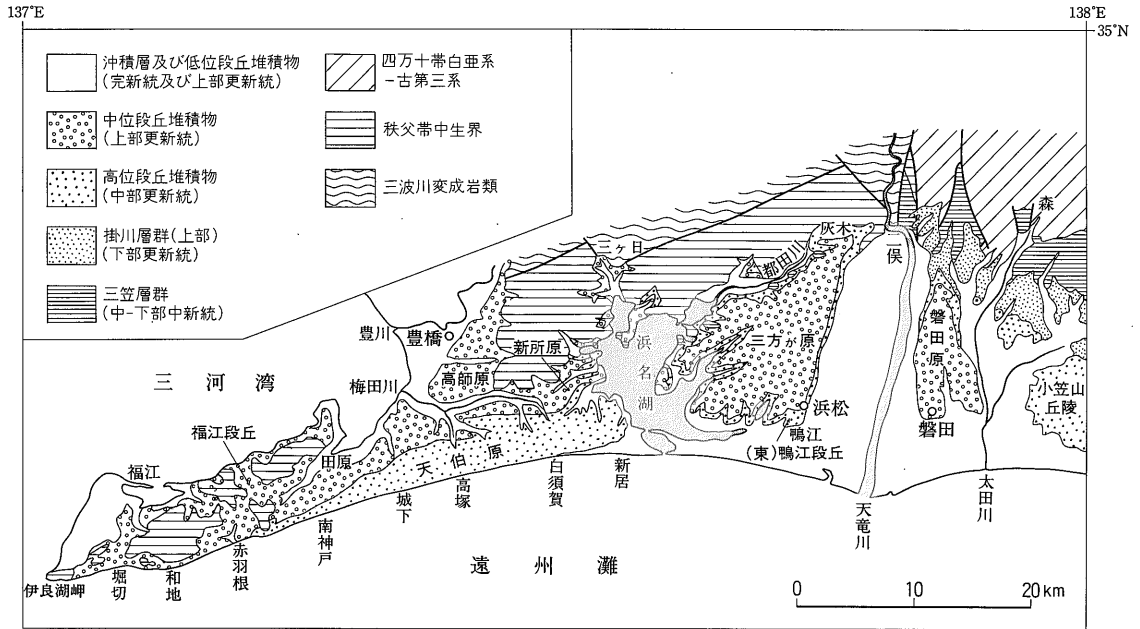 137°E
138°E
35°N
沖積層及び低位段丘堆積物
(完新統及び上部更新統)
中位段丘堆積物
(上部更新統)
高位段丘堆積物
(中部更新統)
掛川層群(上部)
(下部更新統)
三笠層群
(中-下部中新統)
四万十帯白亜系
-古第三系
秩父帯中生界
三波川変成岩類
森
灰木
二俣
三ヶ日
都田川
豊川
豊橋
新所原
浜名湖
三方が原
磐田原
高師原
梅田川
三河湾
小笠山
丘陵
浜松
磐田
鴨江
(東)鴨江段丘
福江段丘
田原
天伯原
福江
白須賀
新居
高塚
城下
太田川
天竜川
南神戸
赤羽根
遠州灘
和地
堀切
伊良湖岬
0 10 20 km